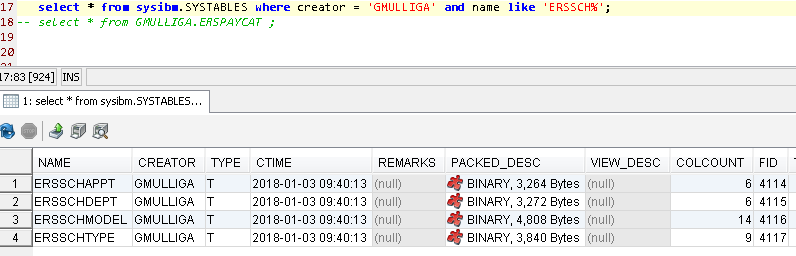 17 select * from sysibm.SYSTABLES where creator = 'GMULLIGA' and name like 'ERSSCH%';
18 -- select * from GMULLIGA.ERSPAYCAT ;
19
20
21
17:83 [924] INS
1: select * from sysibm.SYSTABLES...
NAME CREATOR TYPE CTIME REMARKS PACKED_DESC VIEW_DESC COLCOUNT FID
1 ERSSCHAPPT GMULLIGA T 2018-01-03 09:40:13 (null) BINARY, 3,264 Bytes (null) 6 4114
2 ERSSCHDEPT GMULLIGA T 2018-01-03 09:40:13 (null) BINARY, 3,272 Bytes (null) 6 4115
3 ERSSCHMODEL GMULLIGA T 2018-01-03 09:40:13 (null) BINARY, 4,808 Bytes (null) 14 4116
4 ERSSCHTYPE GMULLIGA T 2018-01-03 09:40:13 (null) BINARY, 3,840 Bytes (null) 9 4117